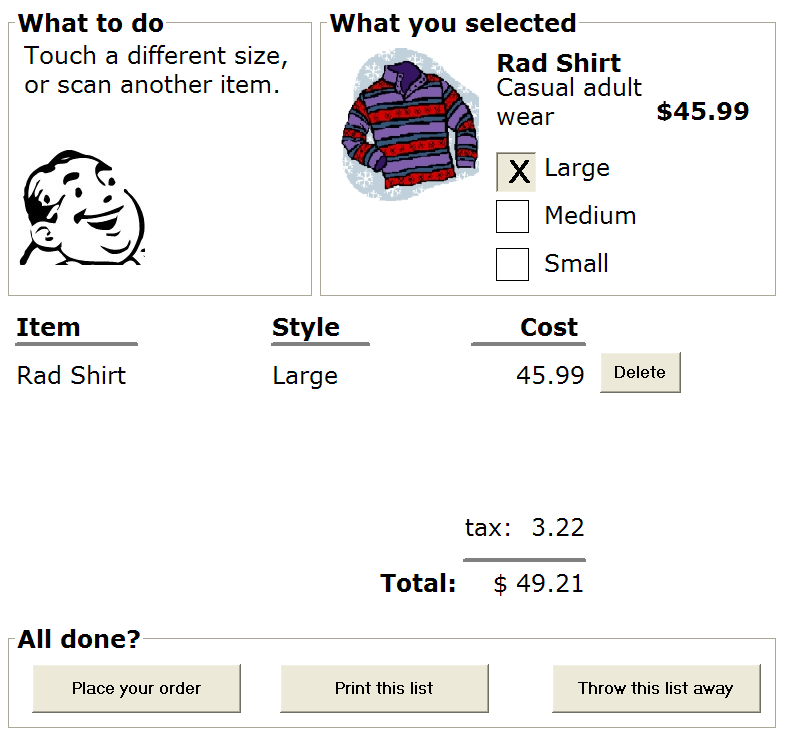 What to do
Touch a different size,
or scan another item.
What you selected
Rad Shirt
Casual adult
wear
$45.99
X Large
Medium
Small
Item Style Cost
Rad Shirt Large 45.99 Delete
tax: 3.22
Total: $ 49.21
All done?
Place your order Print this list Throw this list away